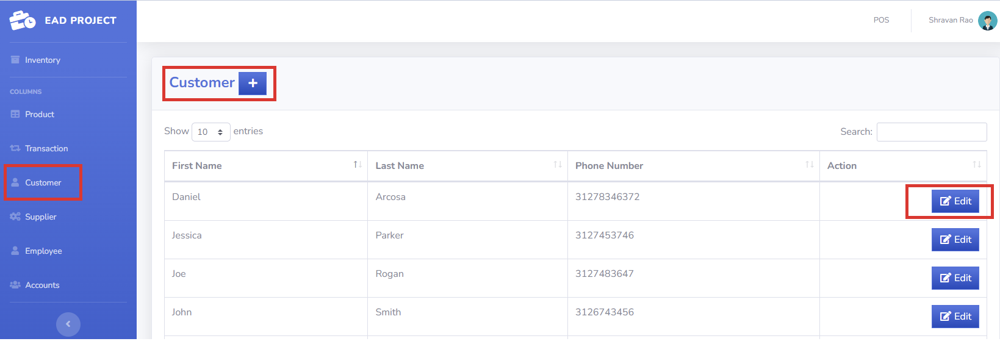 EAD PROJECT
POS
Shravan Rao
Inventory
COLUMNS
Product
Transaction
Customer
Supplier
Employee
Accounts
Customer +
Show 10 entries
Search:
First Name Last Name Phone Number Action
Daniel Arcosa 31278346372 Edit
Jessica Parker 3127453746 Edit
Joe Rogan 3127483647 Edit
John Smith 3126743456 Edit